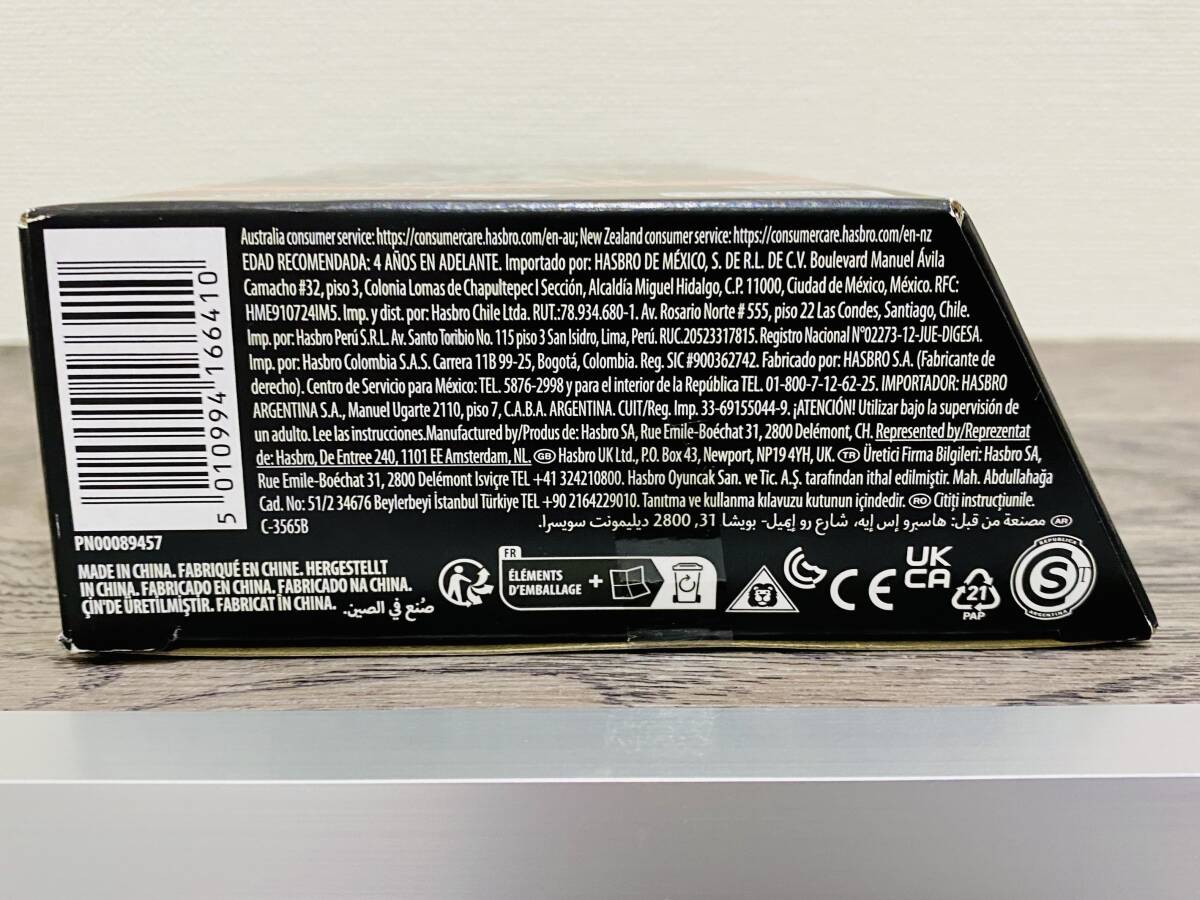 Australia consumer service: https://consumercare.hasbro.com/en-au; New Zealand consumer service: https://consumercare.hasbro.com/en-nz
EDAD RECOMENDADA: 4 AÑOS EN ADELANTE. Importado por: HASBRO DE MÉXICO, S. DE R.L. DE C.V. Boulevard Manuel Ávila
Camacho #32, piso 3, Colonia Lomas de Chapultepec I Sección, Alcaldía Miguel Hidalgo, C.P. 11000, Ciudad de México, México. RFC:
HME910724IM5. Imp. y dist. por: Hasbro Chile Ltda. RUT.:78.934.680-1. Av. Rosario Norte # 555, piso 22 Las Condes, Santiago, Chile.
Imp. por: Hasbro Perú S.R.L. Av. Santo Toribio No. 115 piso 3 San Isidro, Lima, Perú. RUC.20523317815. Registro Nacional N°02273-12-JUE-DIGESA.
Imp. por: Hasbro Colombia S.A.S. Carrera 11B 99-25, Bogotá, Colombia. Reg. SIC #900362742. Fabricado por: HASBRO S.A. (Fabricante de
derecho). Centro de Servicio para México: TEL. 5876-2998 y para el interior de la República TEL. 01-800-7-12-62-25. IMPORTADOR: HASBRO
ARGENTINA S.A., Manuel Ugarte 2110, piso 7, C.A.B.A. ARGENTINA. CUIT/Reg. Imp. 33-69155044-9. ¡ATENCIÓN! Utilizar bajo la supervisión de
un adulto. Lee las instrucciones.Manufactured by/Produs de: Hasbro SA, Rue Emile-Boéchat 31, 2800 Delémont, CH. Represented by/Reprezentat
de: Hasbro, De Entree 240, 1101 EE Amsterdam, NL. GB Hasbro UK Ltd., P.O. Box 43, Newport, NP19 4YH, UK. TR Üretici Firma Bilgileri: Hasbro SA,
Rue Emile-Boéchat 31, 2800 Delémont İsviçre TEL +41 324210800. Hasbro Oyuncak San. ve Tic. A.Ş. tarafından ithal edilmiştir. Mah. Abdullahağa
Cad. No: 51/2 34676 Beylerbeyi İstanbul Türkiye TEL +90 2164229010. Tanıtma ve kullanma kılavuzu kutunun içindedir. RO Citiți instrucțiunile.
C-3565B
AR مصنعة من قبل: هاسبرو إس إيه، شارع رو إميل- بويشا 31, 2800 ديليمونت سويسرا.
5 010994 166410
PN00089457
MADE IN CHINA. FABRIQUÉ EN CHINE. HERGESTELLT
IN CHINA. FABRICADO EN CHINA. FABRICADO NA CHINA.
ÇİN'DE ÜRETİLMİŞTİR. FABRICAT ÎN CHINA. صُنع في الصين.
FR
ÉLÉMENTS
D'EMBALLAGE +
CE
UK
CA
21
PAP
REPUBLICA
S T
ARGENTINA